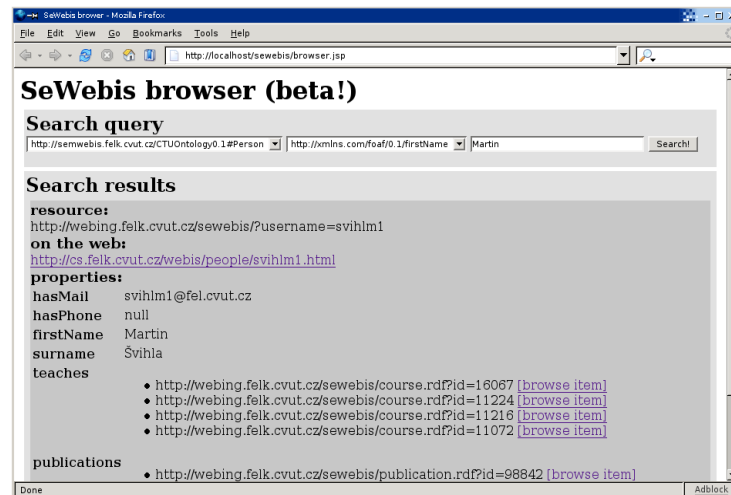 SeWebis brower - Mozilla Firefox
File Edit View Go Bookmarks Tools Help
http://localhost/sewebis/browser.jsp
SeWebis browser (beta!)
Search query
http://semwebis.felk.cvut.cz/CTUOntology0.1#Person http://xmlns.com/foaf/0.1/firstName Martin Search!
Search results
resource:
http://webing.felk.cvut.cz/sewebis/?username=svihlm1
on the web:
http://cs.felk.cvut.cz/webis/people/svihlm1.html
properties:
hasMail svihlm1@fel.cvut.cz
hasPhone null
firstName Martin
surname Švihla
teaches
• http://webing.felk.cvut.cz/sewebis/course.rdf?id=16067 [browse item]
• http://webing.felk.cvut.cz/sewebis/course.rdf?id=11224 [browse item]
• http://webing.felk.cvut.cz/sewebis/course.rdf?id=11216 [browse item]
• http://webing.felk.cvut.cz/sewebis/course.rdf?id=11072 [browse item]
publications
• http://webing.felk.cvut.cz/sewebis/publication.rdf?id=98842 [browse item]
Done Adblock